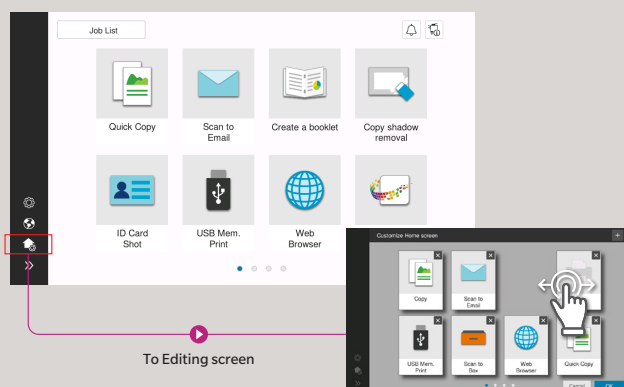 Job List
Quick Copy
Scan to
Email
Create a booklet
Copy shadow
removal
ID Card
Shot
USB Mem.
Print
Web
Browser
To Editing screen
Customize Home screen
Copy
Scan to
Email
USB Mem.
Print
Scan to
Box
Web
Browser
Quick Copy
Cancel
OK